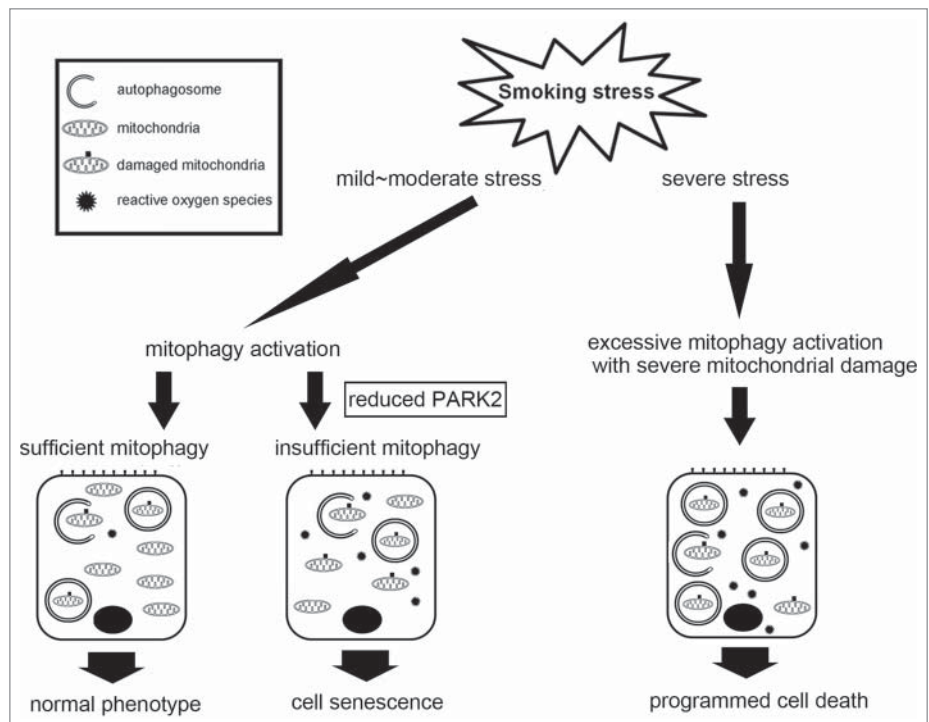 Smoking stress
autophagosome
mitochondria
damaged mitochondria
reactive oxygen species
mild~moderate stress
severe stress
mitophagy activation
excessive mitophagy activation
with severe mitochondrial damage
reduced PARK2
sufficient mitophagy
insufficient mitophagy
normal phenotype
cell senescence
programmed cell death